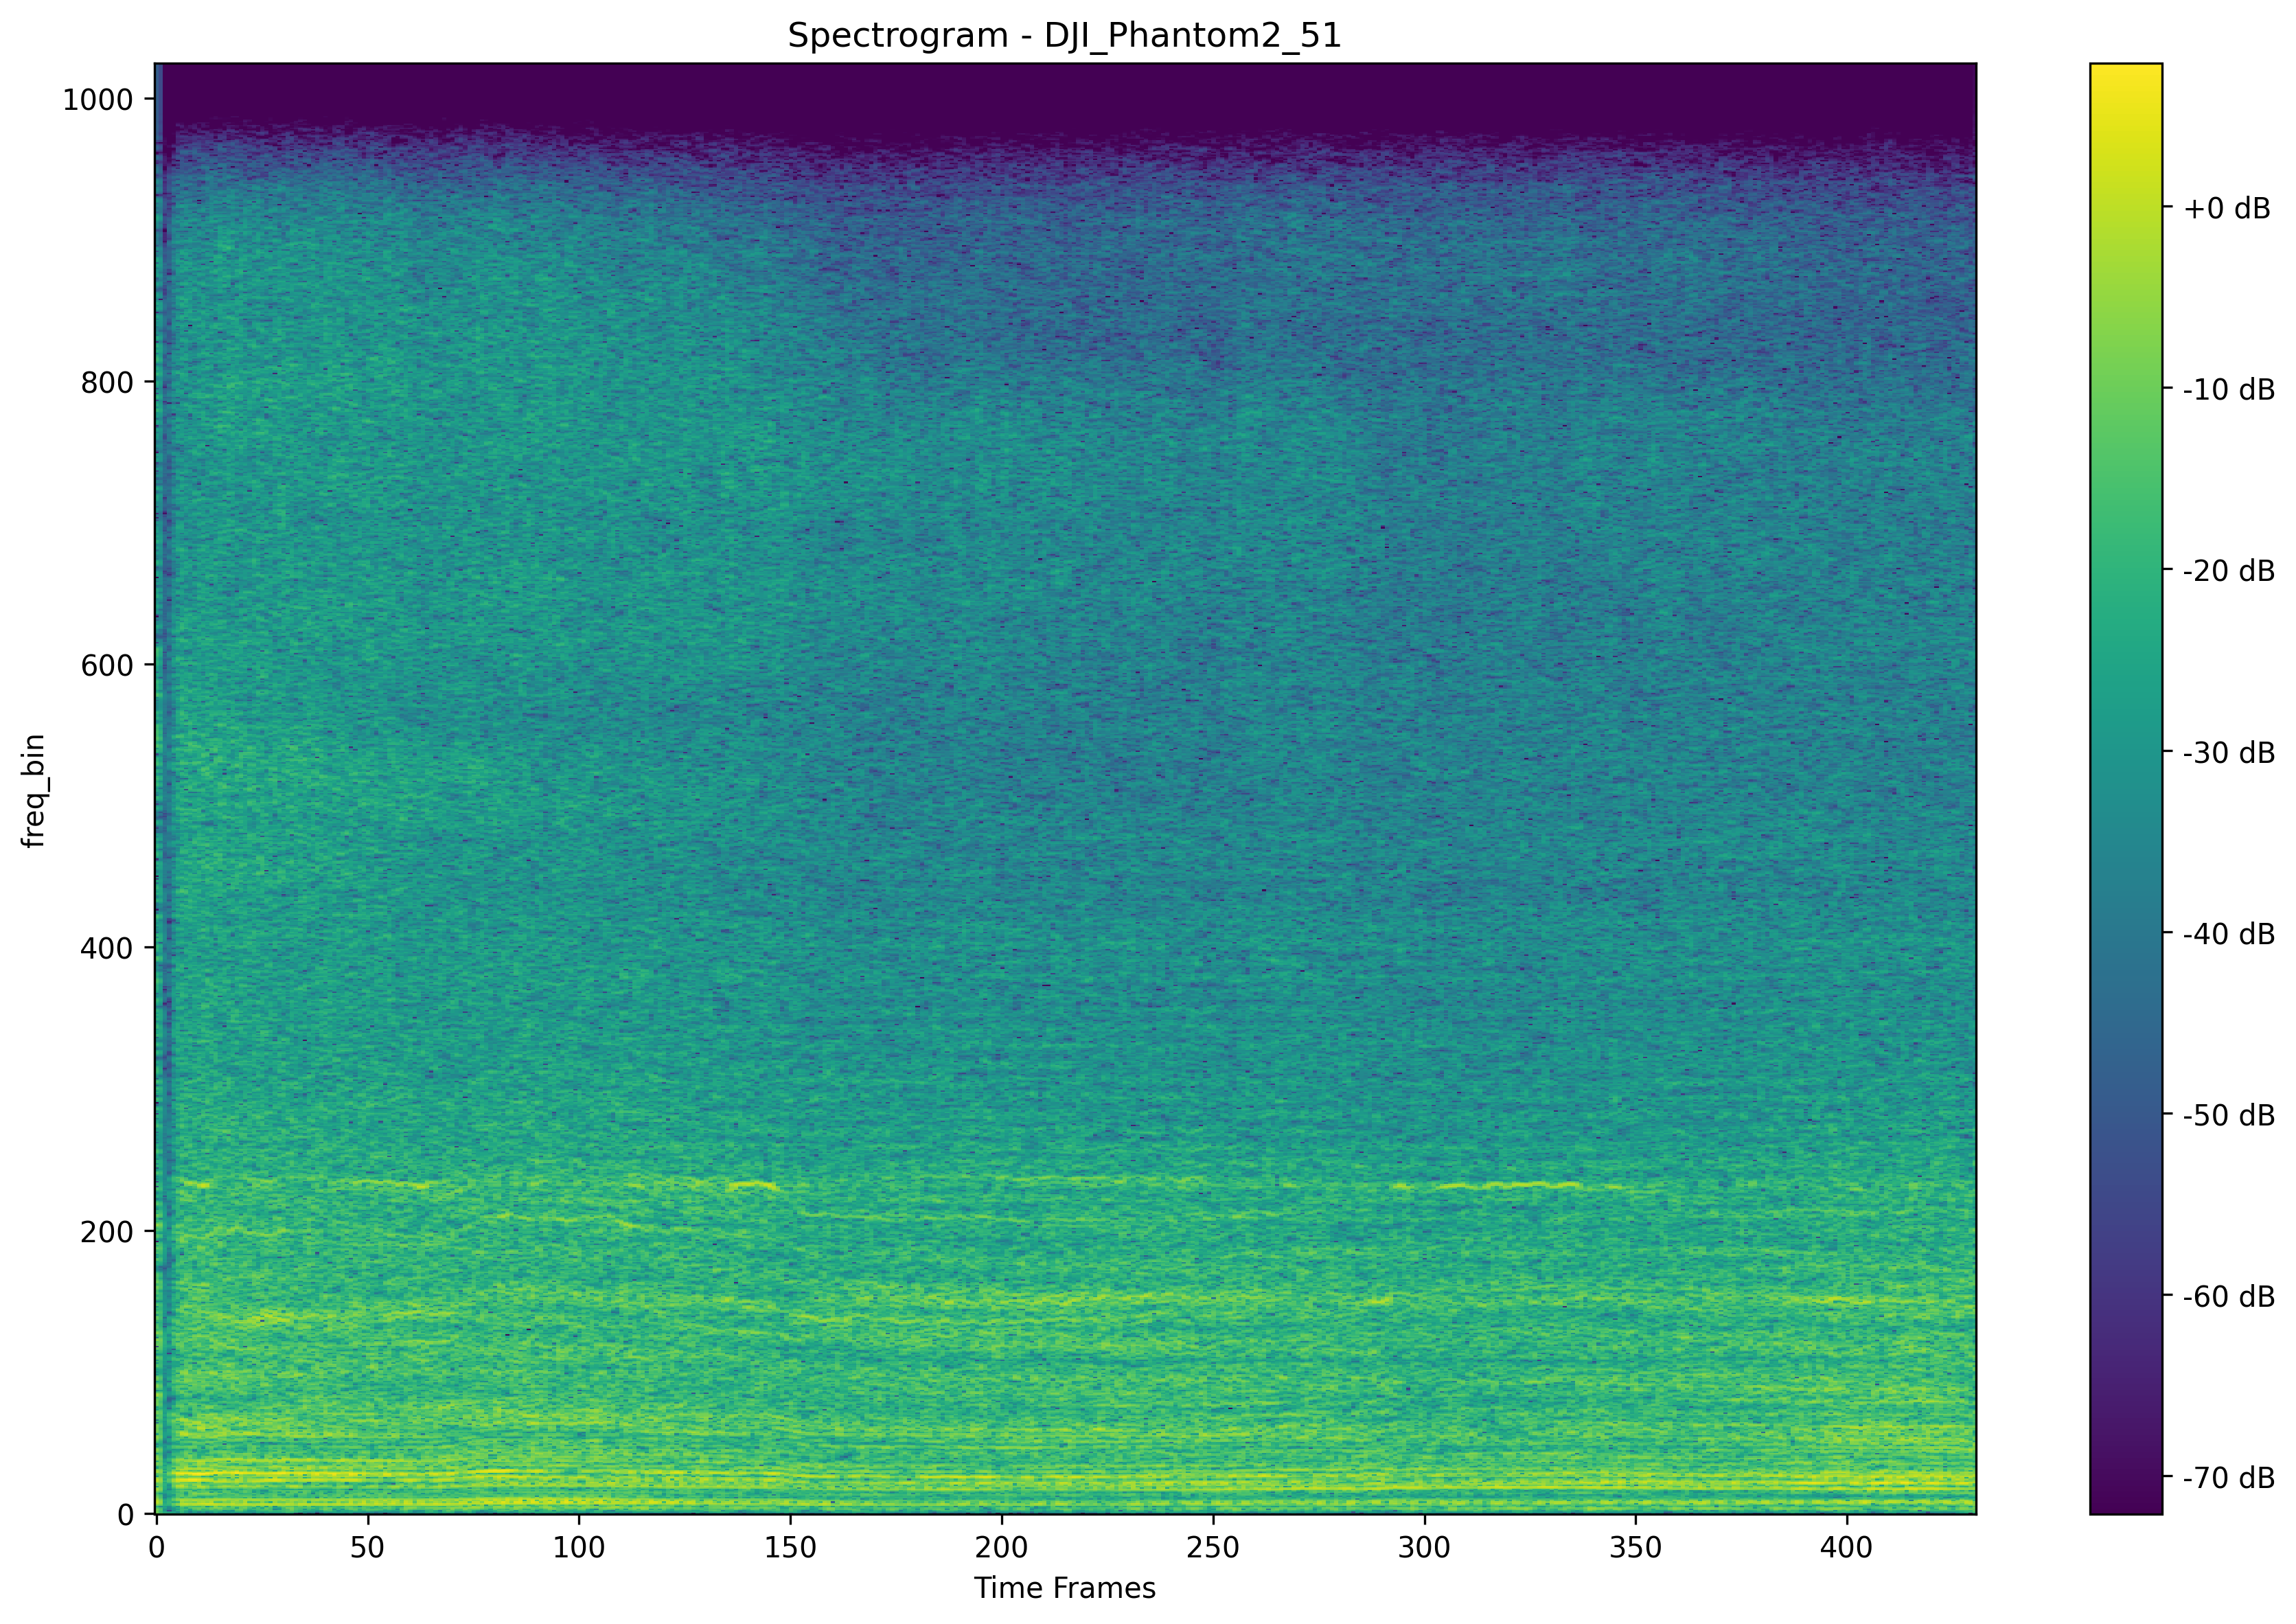 Spectrogram - DJI_Phantom2_51
1000
800
600
400
200
0
freq_bin
0 50 100 150 200 250 300 350 400
Time Frames
+0 dB
-10 dB
-20 dB
-30 dB
-40 dB
-50 dB
-60 dB
-70 dB